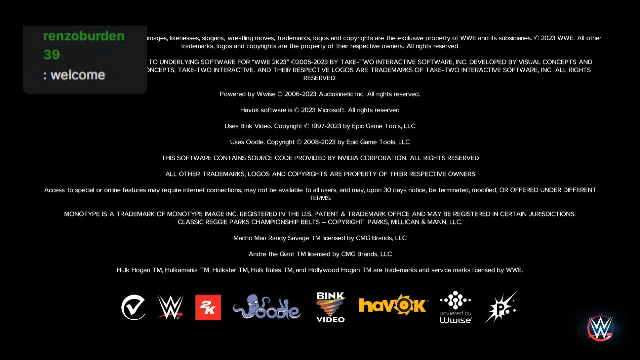 renzoburden
39
: welcome
images, likenesses, slogans, wrestling moves, trademarks, logos and copyrights are the exclusive property of WWE and its subsidiaries. © 2023 WWE. All other
trademarks, logos and copyrights are the property of their respective owners. All rights reserved.
TO UNDERLYING SOFTWARE FOR "WWE 2K23" ©2005-2023 BY TAKE-TWO INTERACTIVE SOFTWARE, INC. DEVELOPED BY VISUAL CONCEPTS AND
CONCEPTS, TAKE-TWO INTERACTIVE, AND THEIR RESPECTIVE LOGOS ARE TRADEMARKS OF TAKE-TWO INTERACTIVE SOFTWARE, INC. ALL RIGHTS
RESERVED.
Powered by Wwise © 2006-2023 Audiokinetic Inc. All rights reserved.
Havok software is © 2023 Microsoft. All rights reserved
Uses Bink Video. Copyright © 1997-2023 by Epic Game Tools, LLC
Uses Oodle. Copyright © 2008-2023 by Epic Game Tools, LLC
THIS SOFTWARE CONTAINS SOURCE CODE PROVIDED BY NVIDIA CORPORATION. ALL RIGHTS RESERVED
ALL OTHER TRADEMARKS, LOGOS AND COPYRIGHTS ARE PROPERTY OF THEIR RESPECTIVE OWNERS
Access to special or online features may require internet connections, may not be available to all users, and may, upon 30 days notice, be terminated, modified, OR OFFERED UNDER DIFFERENT
TERMS.
MONOTYPE IS A TRADEMARK OF MONOTYPE IMAGE INC. REGISTERED IN THE U.S. PATENT & TRADEMARK OFFICE AND MAY BE REGISTERED IN CERTAIN JURISDICTIONS.
CLASSIC REGGIE PARKS CHAMPIONSHIP BELTS – COPYRIGHT PARKS, MILLICAN & MANN, LLC.
Macho Man Randy Savage TM licensed by CMG Brands, LLC
Andre the Giant TM licensed by CMG Brands, LLC
Hulk Hogan TM, Hulkamania TM, Hulkster TM, Hulk Rules TM, and Hollywood Hogan TM are trademarks and service marks licensed by WWE.
W 2K Oodle BINK VIDEO havok powered by Wwise P